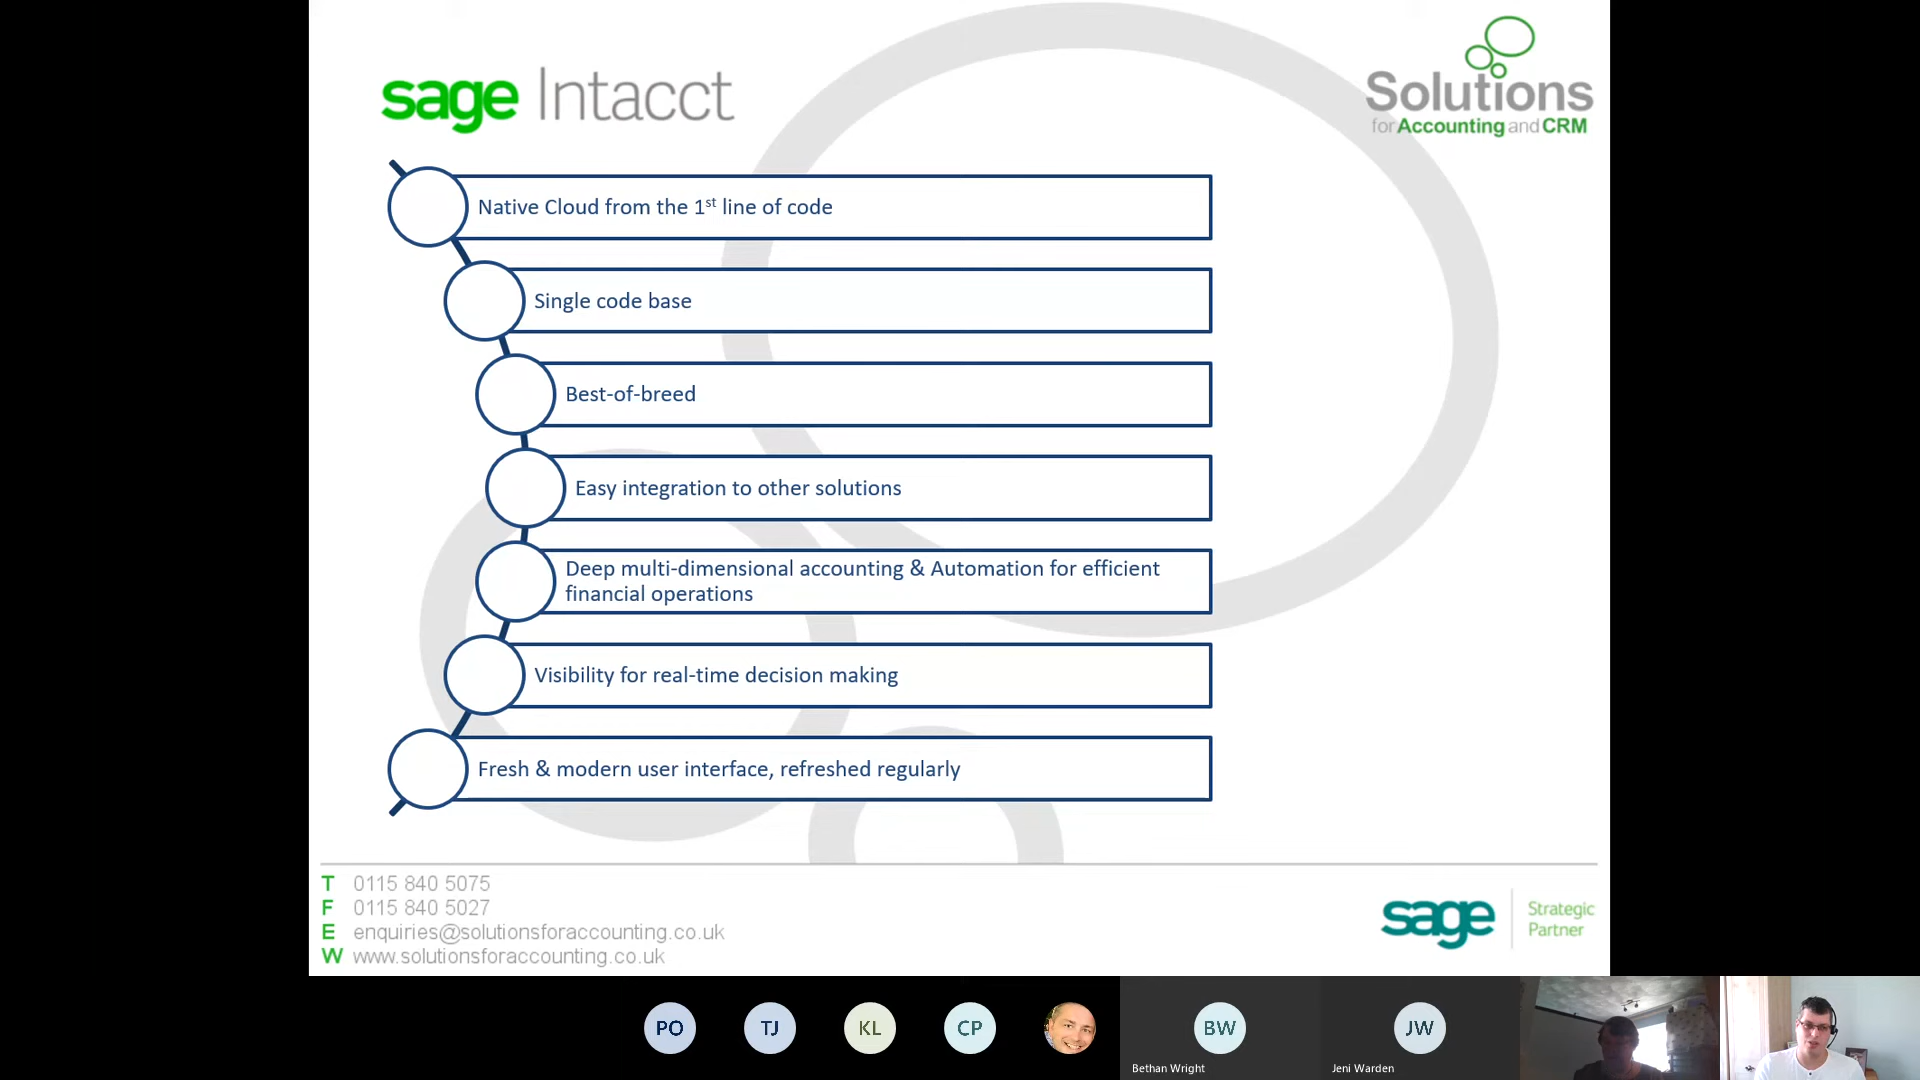 sage Intacct
Solutions
for Accounting and CRM
Native Cloud from the 1st line of code
Single code base
Best-of-breed
Easy integration to other solutions
Deep multi-dimensional accounting & Automation for efficient
financial operations
Visibility for real-time decision making
Fresh & modern user interface, refreshed regularly
T 0115 840 5075
F 0115 840 5027
E enquiries@solutionsforaccounting.co.uk
W www.solutionsforaccounting.co.uk
sage
Strategic
Partner
PO
TJ
KL
CP
BW
JW
Bethan Wright
Jeni Warden